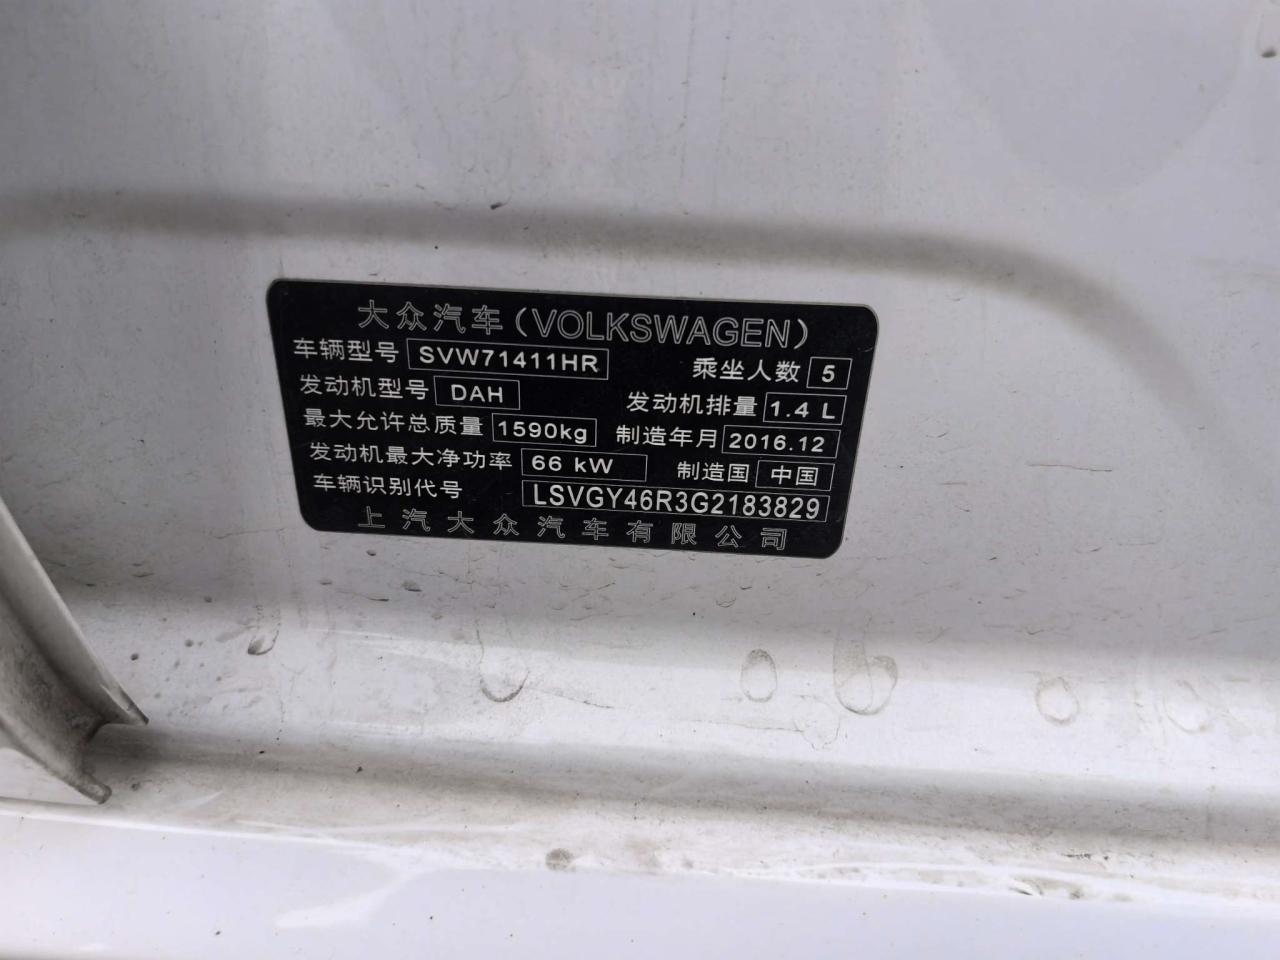 大众汽车(VOLKSWAGEN)
车辆型号 SVW71411HR 乘坐人数 5
发动机型号 DAH 发动机排量 1.4 L
最大允许总质量 1590kg 制造年月 2016.12
发动机最大净功率 66 kW 制造国 中国
车辆识别代号 LSVGY46R3G2183829
上汽大众汽车有限公司